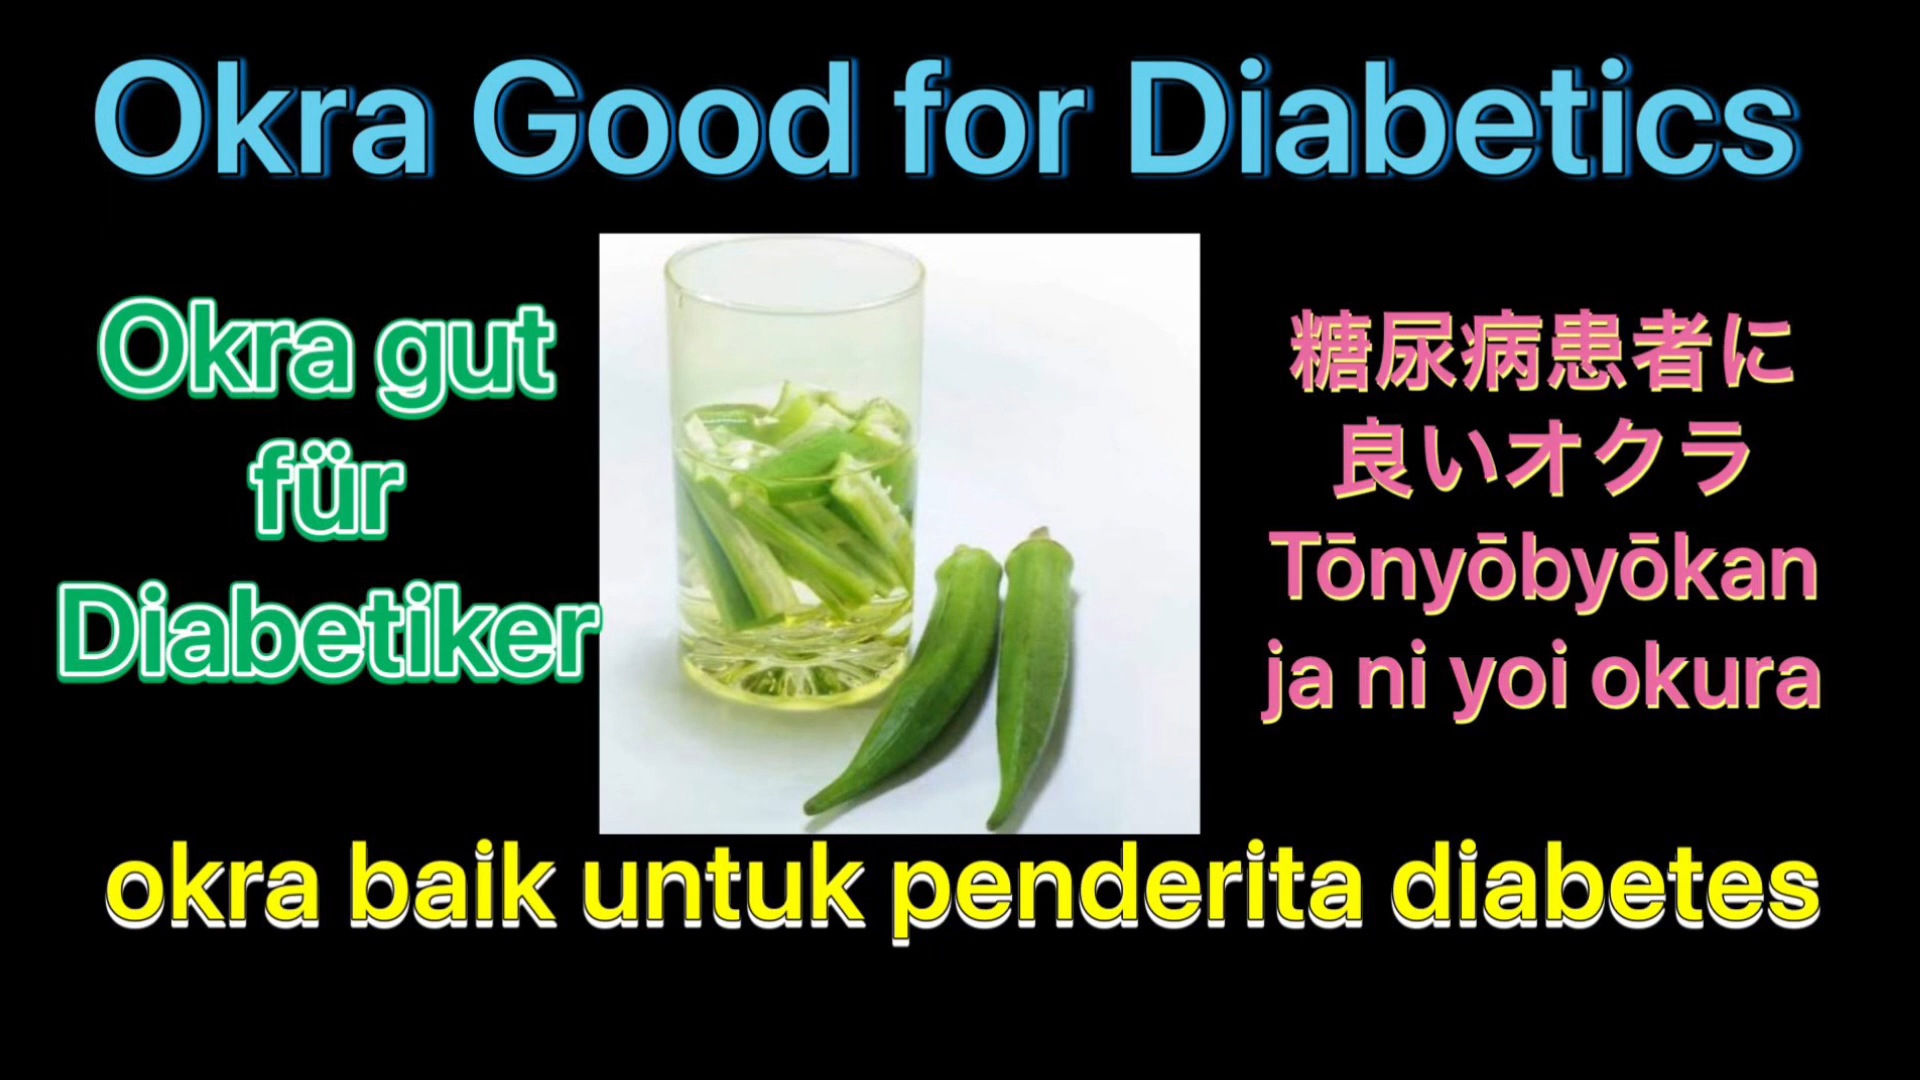 Okra Good for Diabetics
Okra gut
für
Diabetiker
糖尿病患者に
良いオクラ
Tōnyōbyōkan
ja ni yoi okura
okra baik untuk penderita diabetes